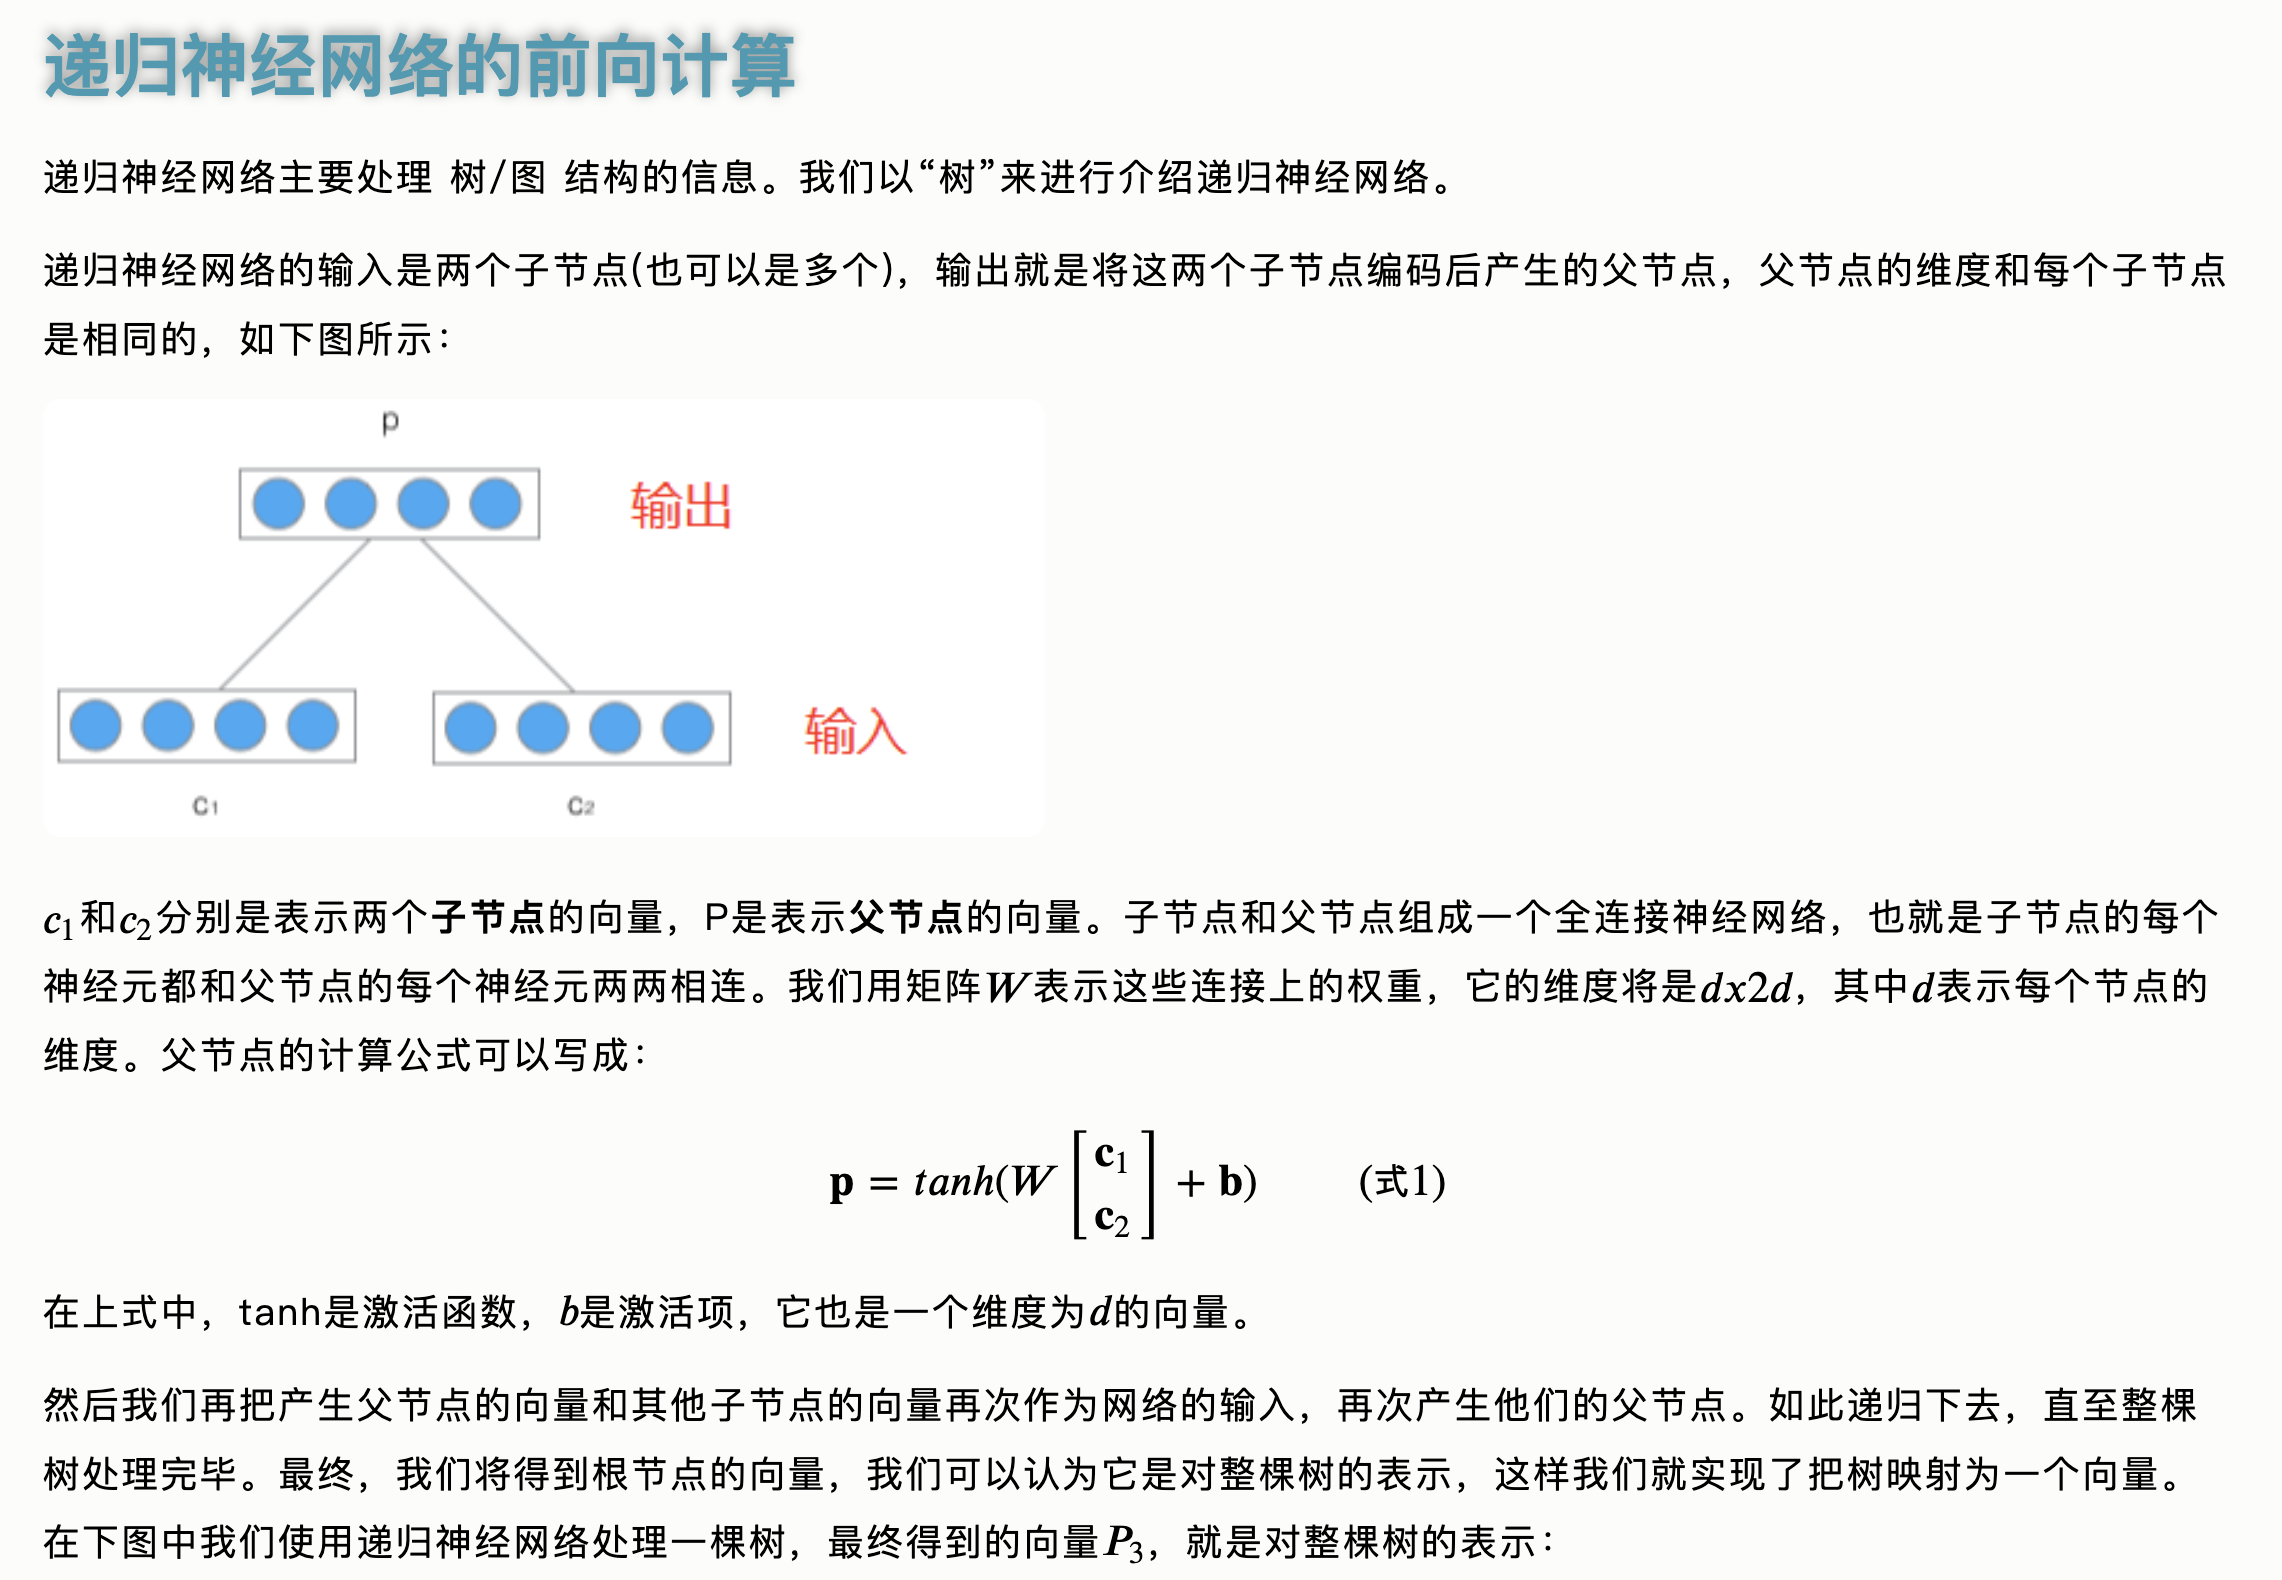 递归神经网络的前向计算
递归神经网络主要处理 树/图 结构的信息。我们以“树”来进行介绍递归神经网络。
递归神经网络的输入是两个子节点(也可以是多个)，输出就是将这两个子节点编码后产生的父节点，父节点的维度和每个子节点
是相同的，如下图所示：
p
输出
输入
c₁
c₂
c₁和c₂分别是表示两个子节点的向量，P是表示父节点的向量。子节点和父节点组成一个全连接神经网络，也就是子节点的每个
神经元都和父节点的每个神经元两两相连。我们用矩阵W表示这些连接上的权重，它的维度将是dx2d，其中d表示每个节点的
维度。父节点的计算公式可以写成：
p = tanh(W [c₁ c₂] + b) (式1)
在上式中，tanh是激活函数，b是激活项，它也是一个维度为d的向量。
然后我们再把产生父节点的向量和其他子节点的向量再次作为网络的输入，再次产生他们的父节点。如此递归下去，直至整棵
树处理完毕。最终，我们将得到根节点的向量，我们可以认为它是对整棵树的表示，这样我们就实现了把树映射为一个向量。
在下图中我们使用递归神经网络处理一棵树，最终得到的向量P₃，就是对整棵树的表示：